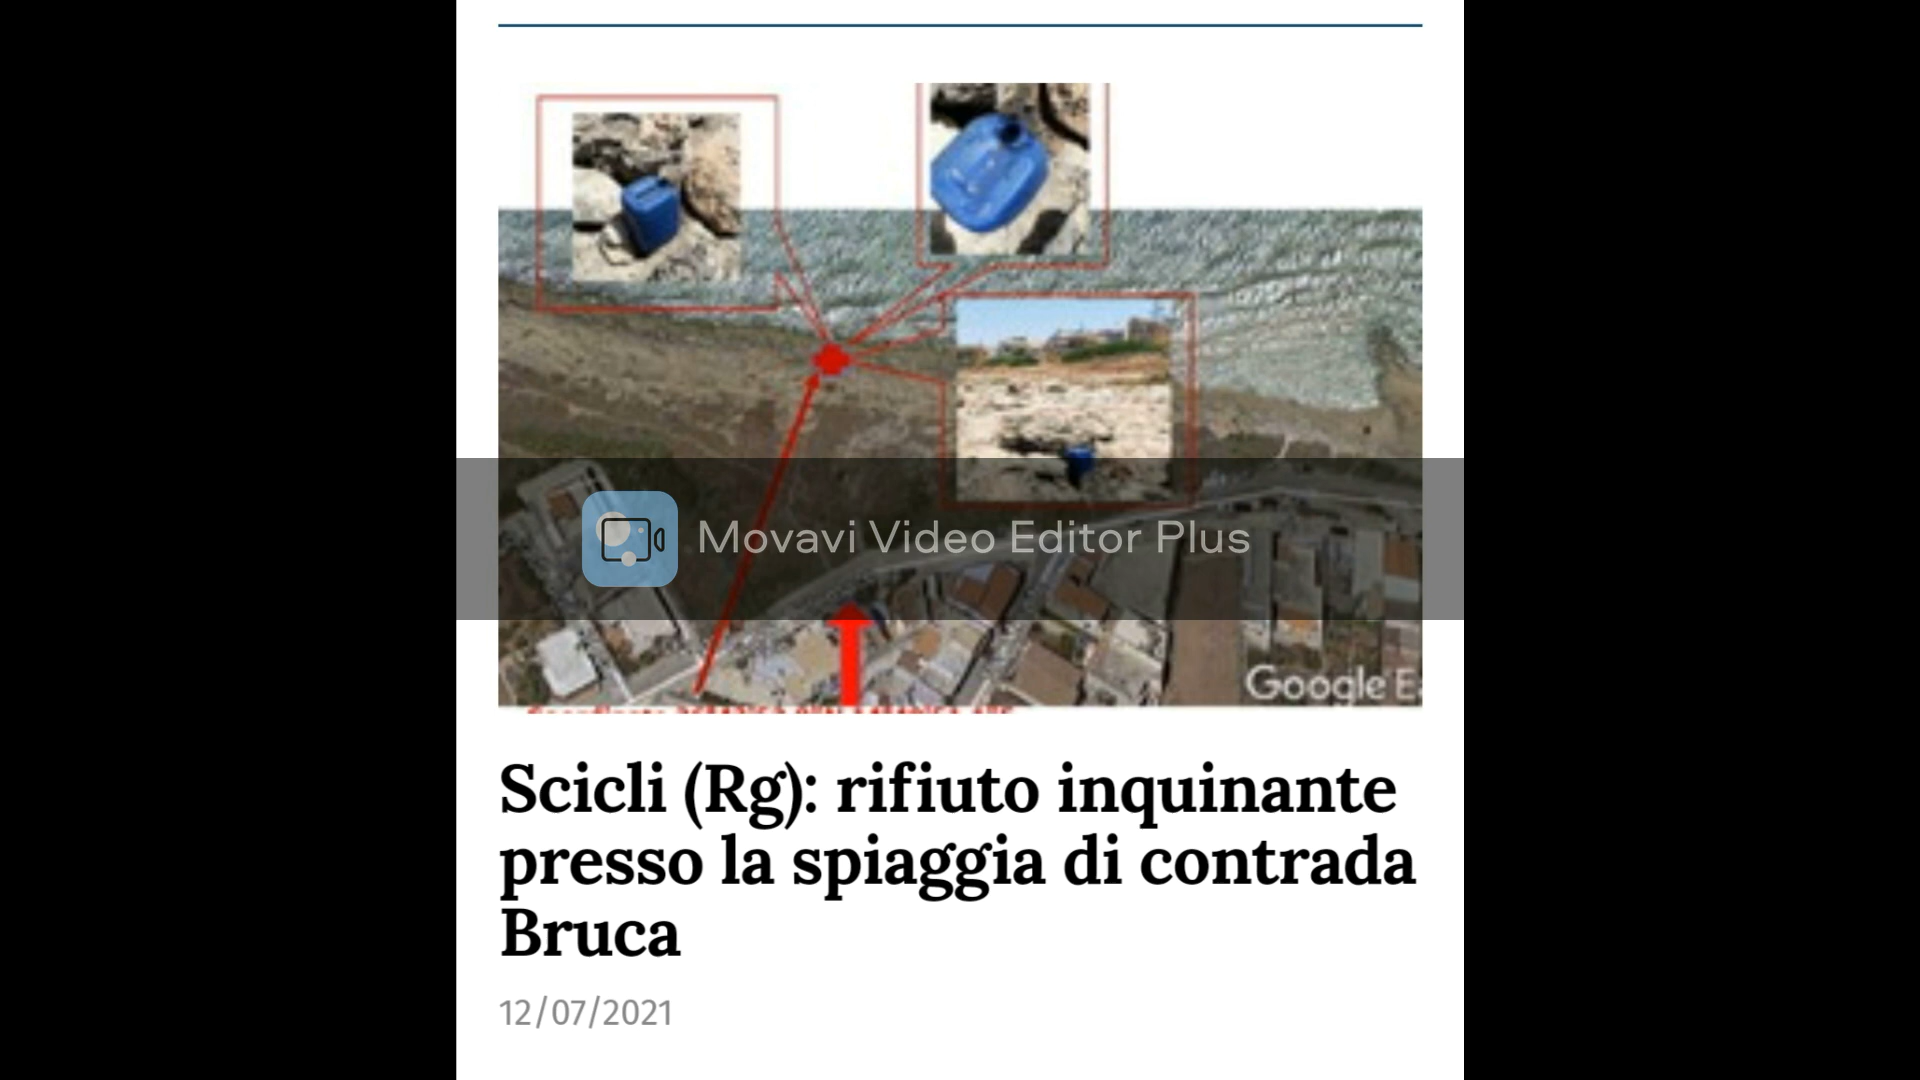 Movavi Video Editor Plus
Google
Scicli (Rg): rifiuto inquinante
presso la spiaggia di contrada
Bruca
12/07/2021